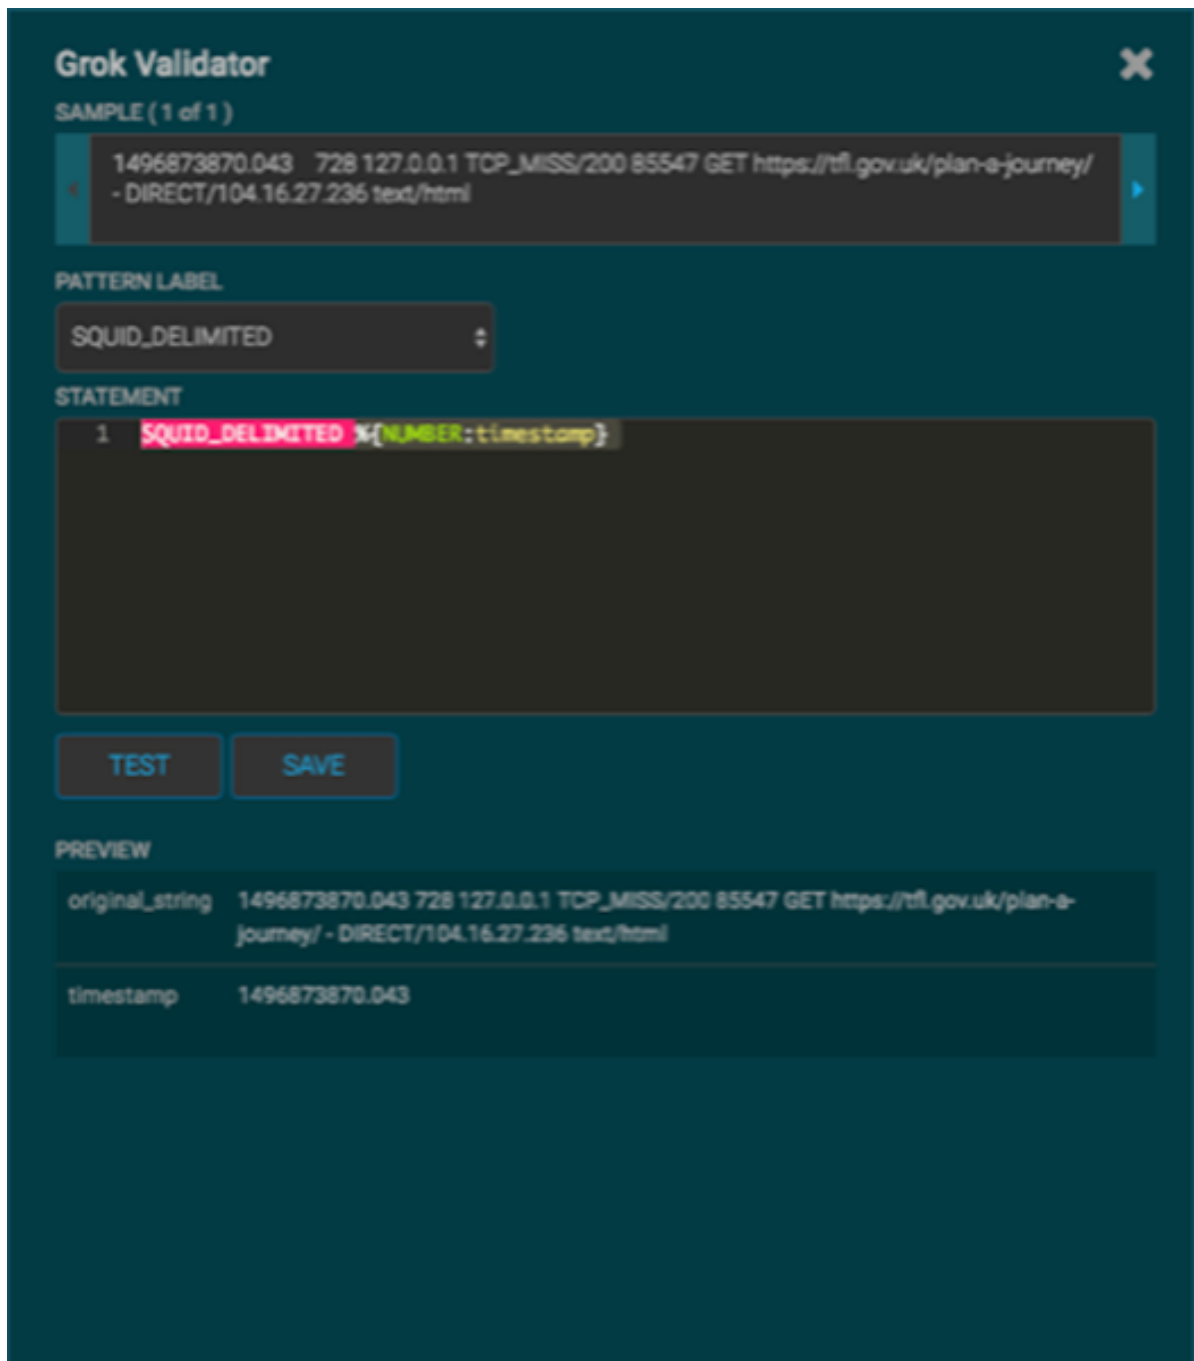 Grok Validator
SAMPLE ( 1 of 1 )
1496873870.043    728 127.0.0.1 TCP_MISS/200 85547 GET https://tfl.gov.uk/plan-a-journey/
- DIRECT/104.16.27.236 text/html
PATTERN LABEL
SQUID_DELIMITED
STATEMENT
1 SQUID_DELIMITED %{NUMBER:timestamp}
TEST SAVE
PREVIEW
original_string 1496873870.043 728 127.0.0.1 TCP_MISS/200 85547 GET https://tfl.gov.uk/plan-a-
journey/ - DIRECT/104.16.27.236 text/html
timestamp 1496873870.043